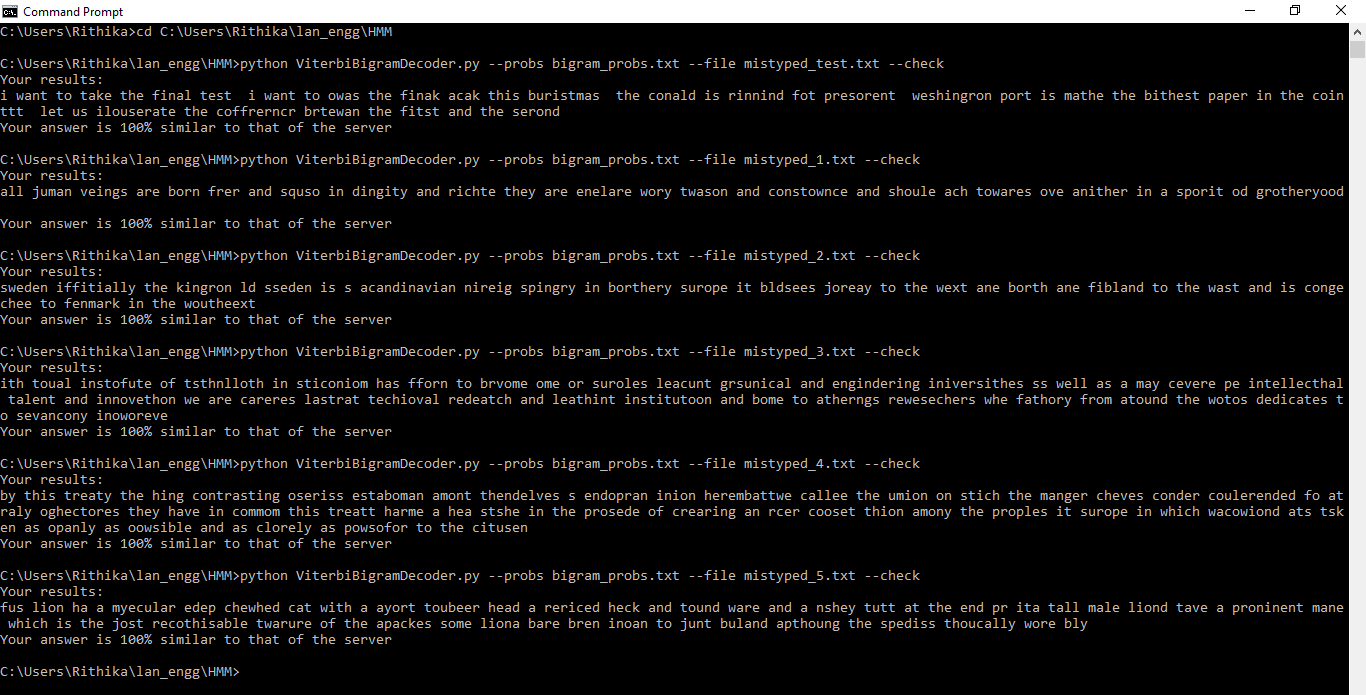 Command Prompt
C:\Users\Rithika>cd C:\Users\Rithika\lan_engg\HMM
C:\Users\Rithika\lan_engg\HMM>python ViterbiBigramDecoder.py --probs bigram_probs.txt --file mistyped_test.txt --check
Your results:
i want to take the final test  i want to owas the finak acak this buristmas  the conald is rinnind fot presorent  weshingron port is mathe the bithest paper in the coin
ttt  let us ilouserate the coffrerncr brtewan the fitst and the serond
Your answer is 100% similar to that of the server
C:\Users\Rithika\lan_engg\HMM>python ViterbiBigramDecoder.py --probs bigram_probs.txt --file mistyped_1.txt --check
Your results:
all juman veings are born frer and squso in dingity and richte they are enelare wory twason and constownce and shoule ach towares ove anither in a sporit od grotheryood
Your answer is 100% similar to that of the server
C:\Users\Rithika\lan_engg\HMM>python ViterbiBigramDecoder.py --probs bigram_probs.txt --file mistyped_2.txt --check
Your results:
sweden iffitially the kingron ld sseden is s acandinavian nireig spingry in borthery surope it bldsees joreay to the wext ane borth ane fibland to the wast and is conge
chee to fenmark in the woutheext
Your answer is 100% similar to that of the server
C:\Users\Rithika\lan_engg\HMM>python ViterbiBigramDecoder.py --probs bigram_probs.txt --file mistyped_3.txt --check
Your results:
ith toual instofute of tsthnlloth in sticoniom has fforn to brvome ome or suroles leacunt grsunical and engindering iniversithes ss well as a may cevere pe intellecthal
 talent and innovethon we are careres lastrat techioval redeatch and leathint institutoon and bome to atherngs rewesechers whe fathory from atound the wotos dedicates t
o sevancony inoworeve
Your answer is 100% similar to that of the server
C:\Users\Rithika\lan_engg\HMM>python ViterbiBigramDecoder.py --probs bigram_probs.txt --file mistyped_4.txt --check
Your results:
by this treaty the hing contrasting oseriss estaboman amont thendelves s endopran inion herembattwe callee the umion on stich the manger cheves conder coulerended fo at
raly oghectores they have in commom this treatt harme a hea stshe in the prosede of crearing an rcer cooset thion amony the proples it surope in which wacowiond ats tsk
en as opanly as oowsible and as clorely as powsofor to the citusen
Your answer is 100% similar to that of the server
C:\Users\Rithika\lan_engg\HMM>python ViterbiBigramDecoder.py --probs bigram_probs.txt --file mistyped_5.txt --check
Your results:
fus lion ha a myecular edep chewhed cat with a ayort toubeer head a rericed heck and tound ware and a nshey tutt at the end pr ita tall male liond tave a proninent mane
 which is the jost recothisable twarure of the apackes some liona bare bren inoan to junt buland apthoung the spediss thoucally wore bly
Your answer is 100% similar to that of the server
C:\Users\Rithika\lan_engg\HMM>